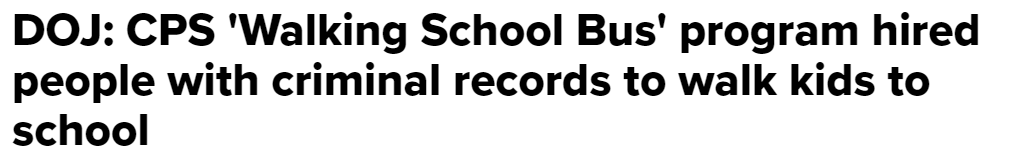 DOJ: CPS 'Walking School Bus' program hired
people with criminal records to walk kids to
school